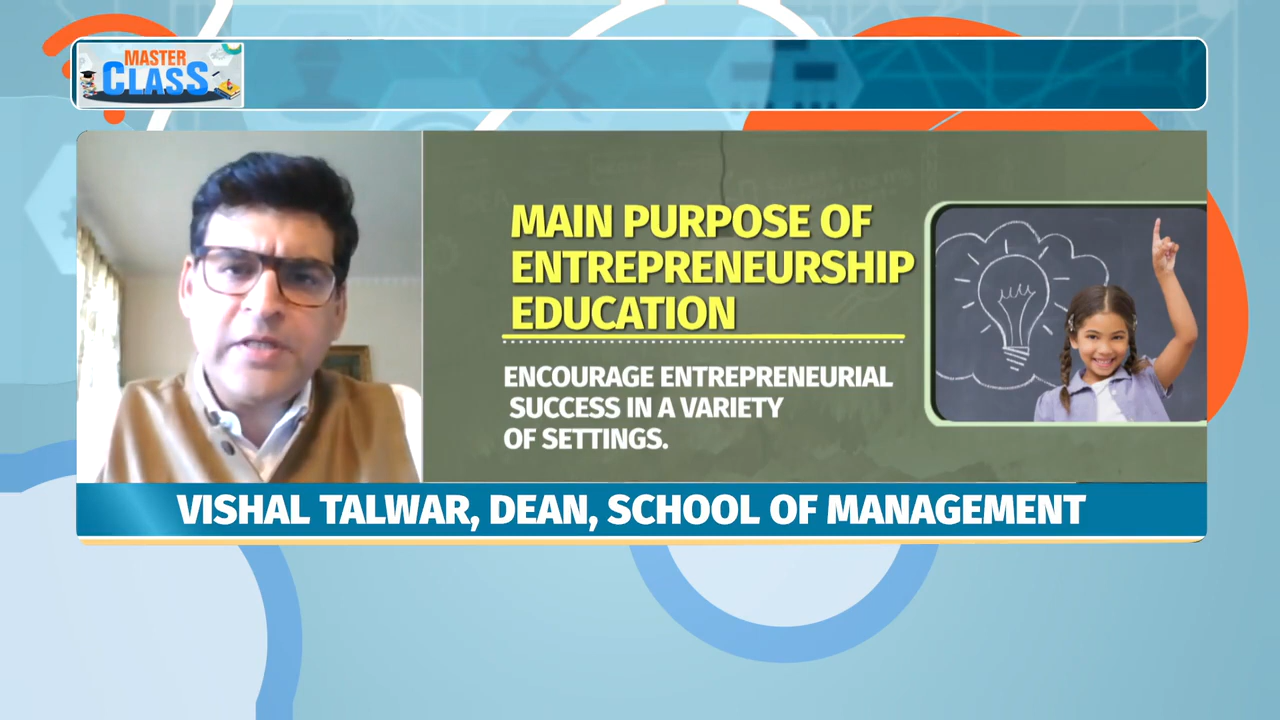 MASTER
CLASS
MAIN PURPOSE OF
ENTREPRENEURSHIP
EDUCATION
ENCOURAGE ENTREPRENEURIAL
SUCCESS IN A VARIETY
OF SETTINGS.
VISHAL TALWAR, DEAN, SCHOOL OF MANAGEMENT